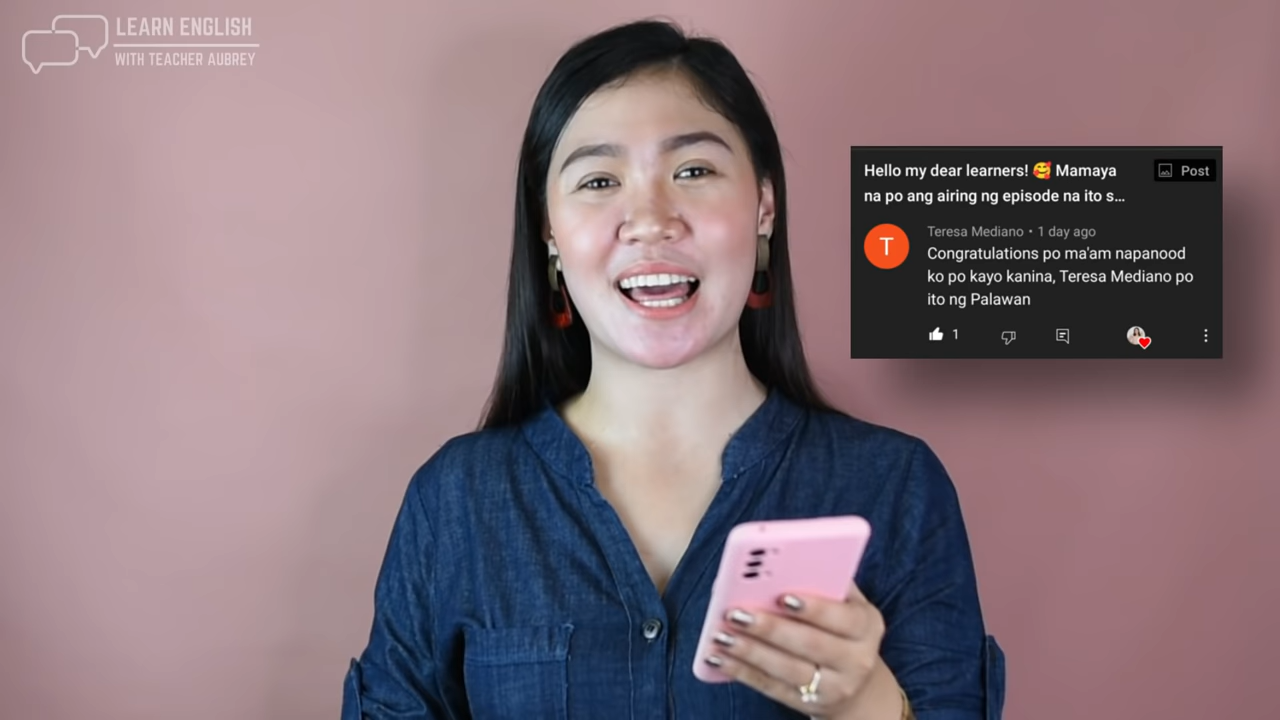 LEARN ENGLISH
WITH TEACHER AUBREY
Hello my dear learners! 🥰 Mamaya
na po ang airing ng episode na ito s...
Post
Teresa Mediano • 1 day ago
T
Congratulations po ma'am napanood
ko po kayo kanina, Teresa Mediano po
ito ng Palawan
1